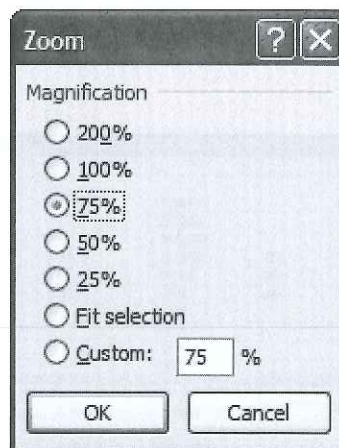 Zoom
Magnification
200%
100%
75%
50%
25%
Fit selection
Custom: 75 %
OK Cancel